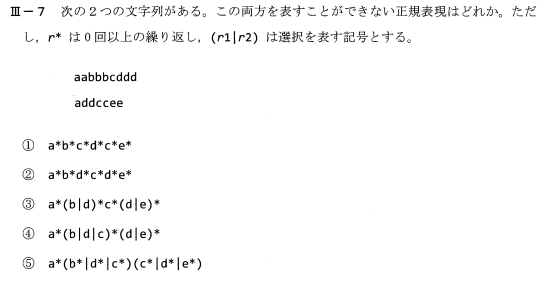 Ⅲ－７　次の２つの文字列がある。この両方を表すことができない正規表現はどれか。ただ
し，r* は０回以上の繰り返し，(r1|r2) は選択を表す記号とする。
aabbbcddd
addccee
① a*b*c*d*c*e*
② a*b*d*c*d*e*
③ a*(b|d)*c*(d|e)*
④ a*(b|d|c)*(d|e)*
⑤ a*(b*|d*|c*)(c*|d*|e*)